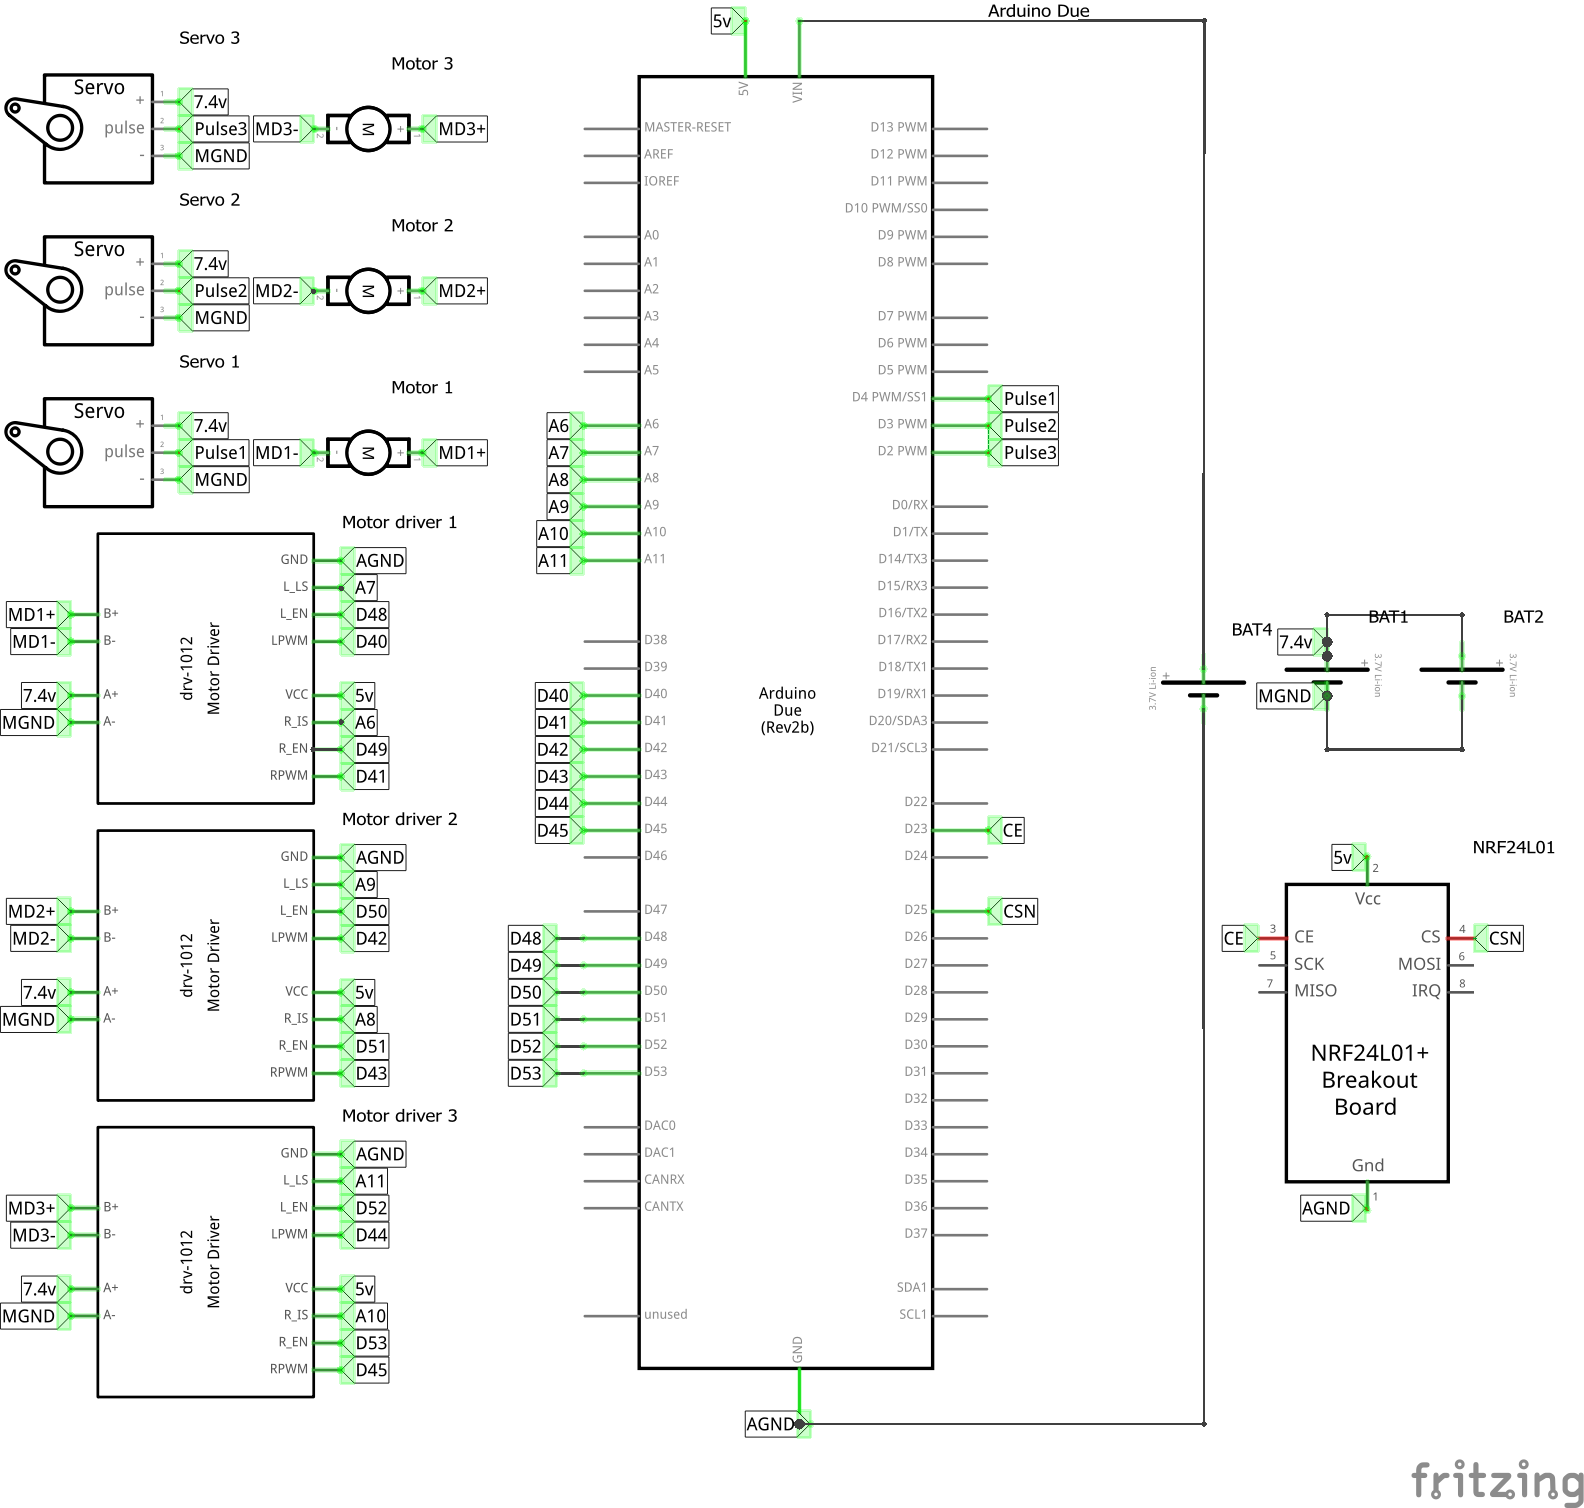 Arduino Due
5v
5V
VIN
Servo 3
Motor 3
Servo
+ 1 7.4v
pulse 2 Pulse3
- 3 MGND
MD3- 2 - M + 1 MD3+
Servo 2
Motor 2
Servo
+ 1 7.4v
pulse 2 Pulse2
- 3 MGND
MD2- 2 - M + 1 MD2+
Servo 1
Motor 1
Servo
+ 1 7.4v
pulse 2 Pulse1
- 3 MGND
MD1- 2 - M + 1 MD1+
Motor driver 1
drv-1012
Motor Driver
MD1+ B+
MD1- B-
7.4v A+
MGND A-
GND AGND
L_LS A7
L_EN D48
LPWM D40
VCC 5v
R_IS A6
R_EN D49
RPWM D41
Motor driver 2
drv-1012
Motor Driver
MD2+ B+
MD2- B-
7.4v A+
MGND A-
GND AGND
L_LS A9
L_EN D50
LPWM D42
VCC 5v
R_IS A8
R_EN D51
RPWM D43
Motor driver 3
drv-1012
Motor Driver
MD3+ B+
MD3- B-
7.4v A+
MGND A-
GND AGND
L_LS A11
L_EN D52
LPWM D44
VCC 5v
R_IS A10
R_EN D53
RPWM D45
MASTER-RESET
AREF
IOREF
A0
A1
A2
A3
A4
A5
A6 A6
A7 A7
A8 A8
A9 A9
A10 A10
A11 A11
D38
D39
D40 D40
D41 D41
D42 D42
D43 D43
D44 D44
D45 D45
D46
D47
D48 D48
D49 D49
D50 D50
D51 D51
D52 D52
D53 D53
DAC0
DAC1
CANRX
CANTX
unused
Arduino
Due
(Rev2b)
D13 PWM
D12 PWM
D11 PWM
D10 PWM/SS0
D9 PWM
D8 PWM
D7 PWM
D6 PWM
D5 PWM
D4 PWM/SS1 Pulse1
D3 PWM Pulse2
D2 PWM Pulse3
D0/RX
D1/TX
D14/TX3
D15/RX3
D16/TX2
D17/RX2
D18/TX1
D19/RX1
D20/SDA3
D21/SCL3
D22
D23 CE
D24
D25 CSN
D26
D27
D28
D29
D30
D31
D32
D33
D34
D35
D36
D37
SDA1
SCL1
GND
AGND
BAT4
+
3.7V Li-ion
BAT1
7.4v
+
3.7V Li-ion
MGND
BAT2
+
3.7V Li-ion
NRF24L01
5v
2
Vcc
CE 3 CE
CS 4 CSN
5 SCK
MOSI 6
7 MISO
IRQ 8
NRF24L01+
Breakout
Board
Gnd
1
AGND
fritzing